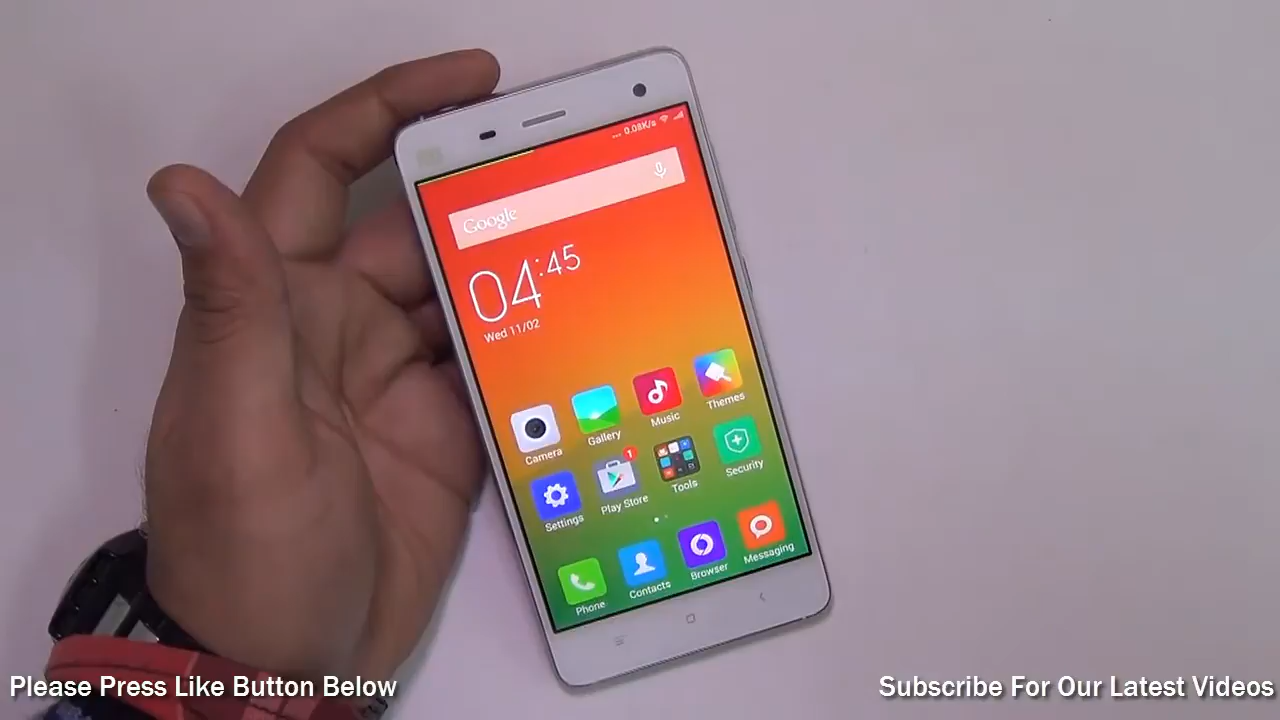 ... 0.08K/s
Google
04:45
Wed 11/02
Camera
Gallery
Music
Themes
Settings
1
Play Store
Tools
Security
Phone
Contacts
Browser
Messaging
Please Press Like Button Below
Subscribe For Our Latest Videos